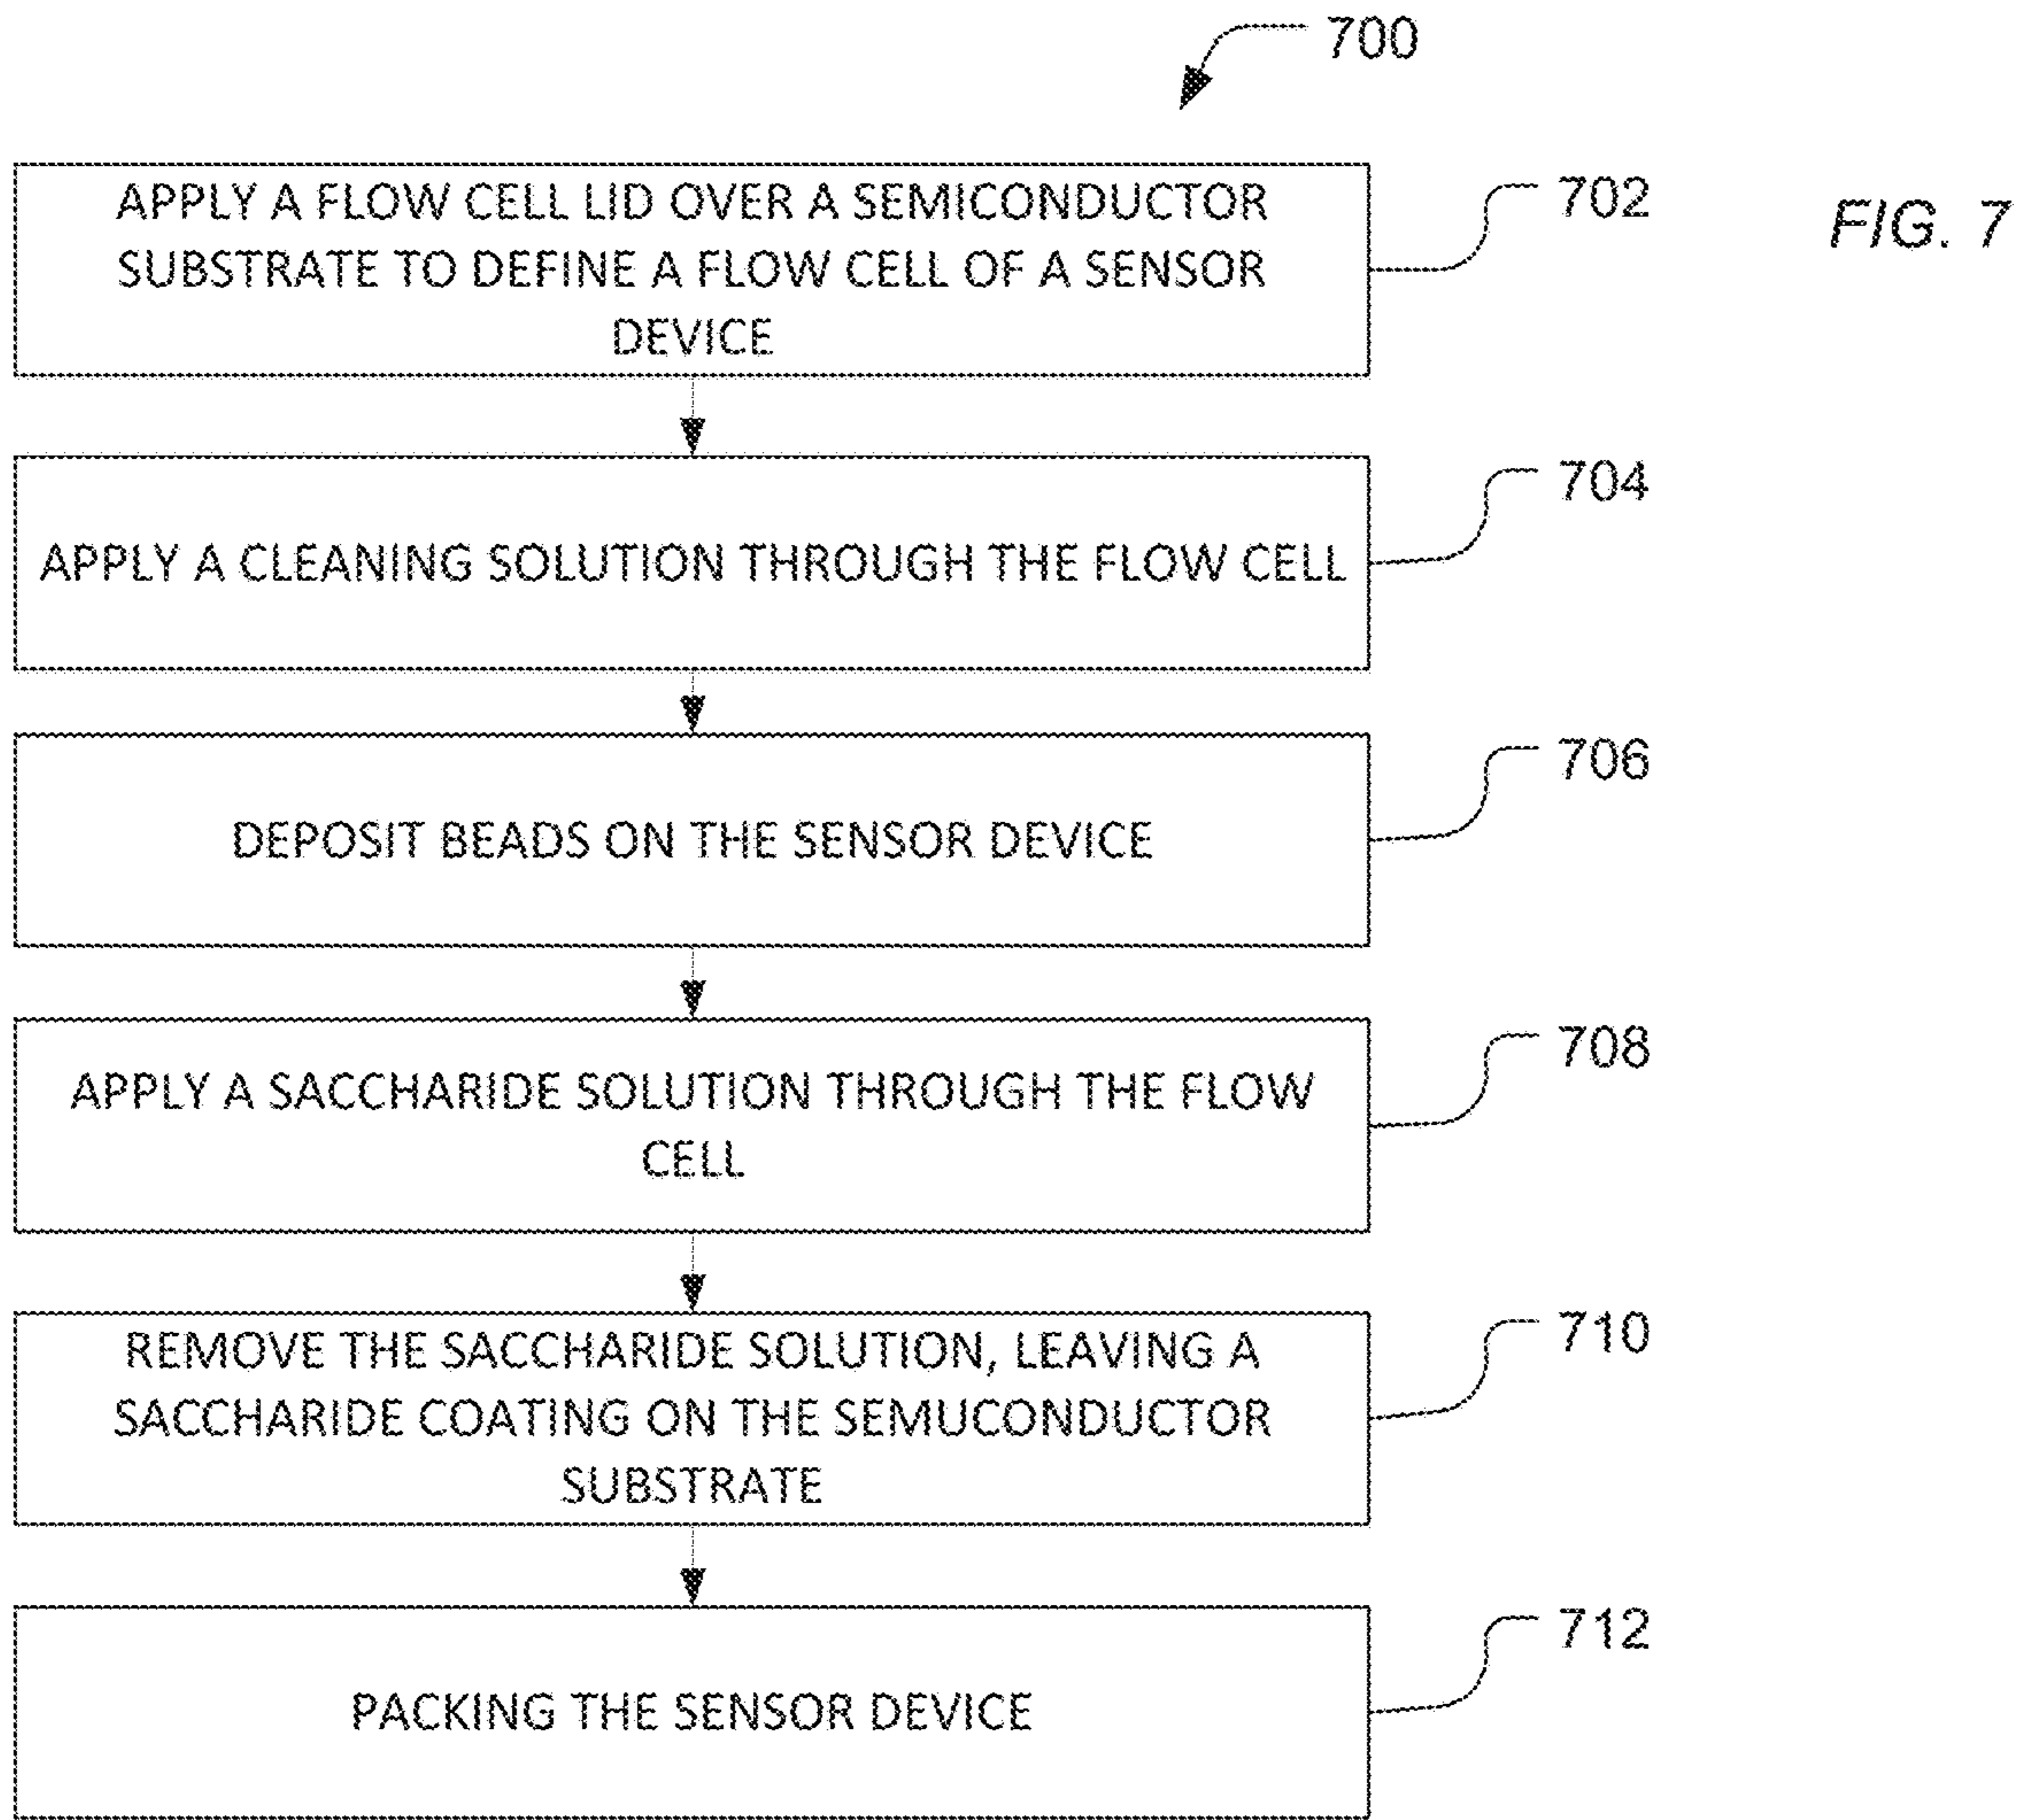 700
APPLY A FLOW CELL LID OVER A SEMICONDUCTOR
SUBSTRATE TO DEFINE A FLOW CELL OF A SENSOR
DEVICE
702
FIG. 7
APPLY A CLEANING SOLUTION THROUGH THE FLOW CELL
704
DEPOSIT BEADS ON THE SENSOR DEVICE
706
APPLY A SACCHARIDE SOLUTION THROUGH THE FLOW
CELL
708
REMOVE THE SACCHARIDE SOLUTION, LEAVING A
SACCHARIDE COATING ON THE SEMUCONDUCTOR
SUBSTRATE
710
PACKING THE SENSOR DEVICE
712